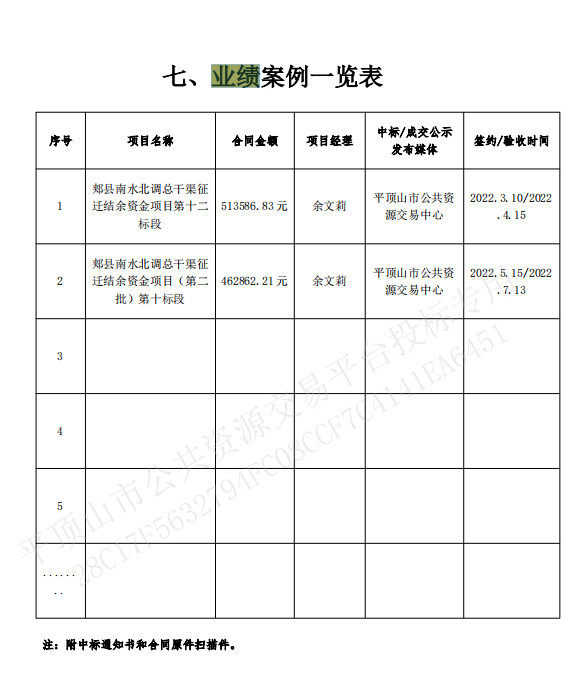 七、业绩案例一览表
序号 项目名称 合同金额 项目经理 中标/成交公示 签约/验收时间
发布媒体
1 郏县南水北调总干渠征 513586.83元 余文莉 平顶山市公共资 2022.3.10/2022
迁结余资金项目第十二 源交易中心 .4.15
标段
2 郏县南水北调总干渠征 462862.21元 余文莉 平顶山市公共资 2022.5.15/2022
迁结余资金项目（第二 源交易中心 .7.13
批）第十标段
3
4
5
......
..
注：附中标通知书和合同原件扫描件。
平顶山市公共资源交易平台投标专用
28C17F5632794FC08CCF7C4141EA6451